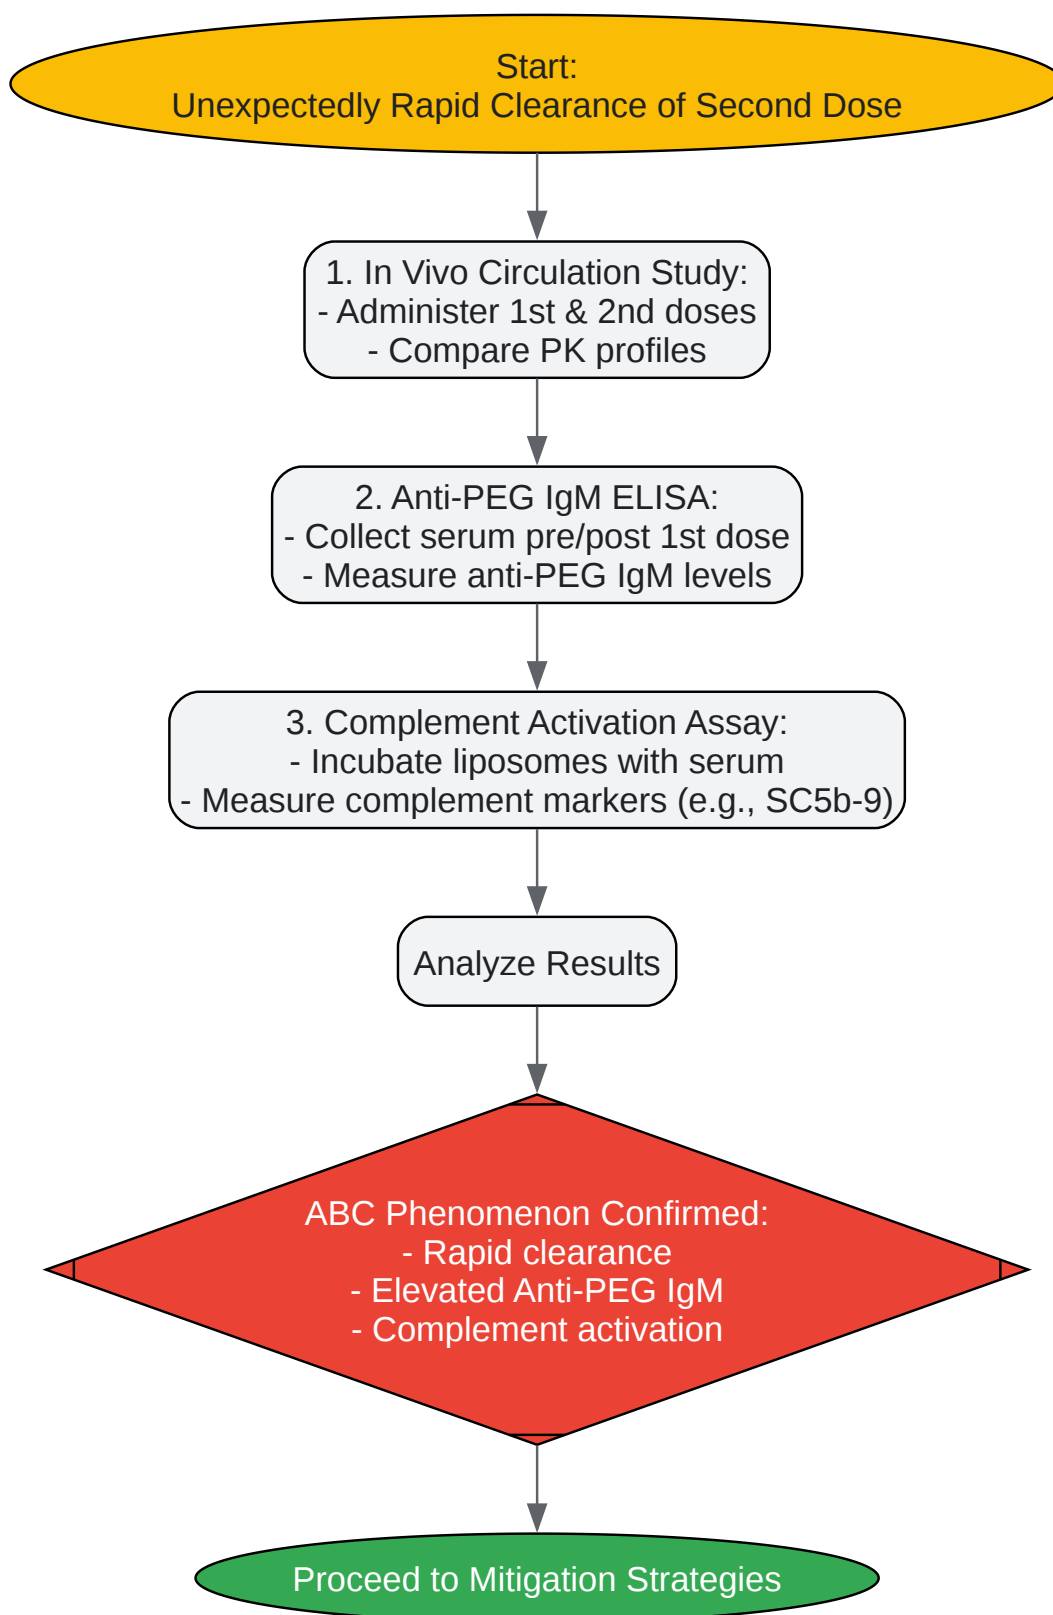 Start:
Unexpectedly Rapid Clearance of Second Dose
1. In Vivo Circulation Study:
- Administer 1st & 2nd doses
- Compare PK profiles
2. Anti-PEG IgM ELISA:
- Collect serum pre/post 1st dose
- Measure anti-PEG IgM levels
3. Complement Activation Assay:
- Incubate liposomes with serum
- Measure complement markers (e.g., SC5b-9)
Analyze Results
ABC Phenomenon Confirmed:
- Rapid clearance
- Elevated Anti-PEG IgM
- Complement activation
Proceed to Mitigation Strategies